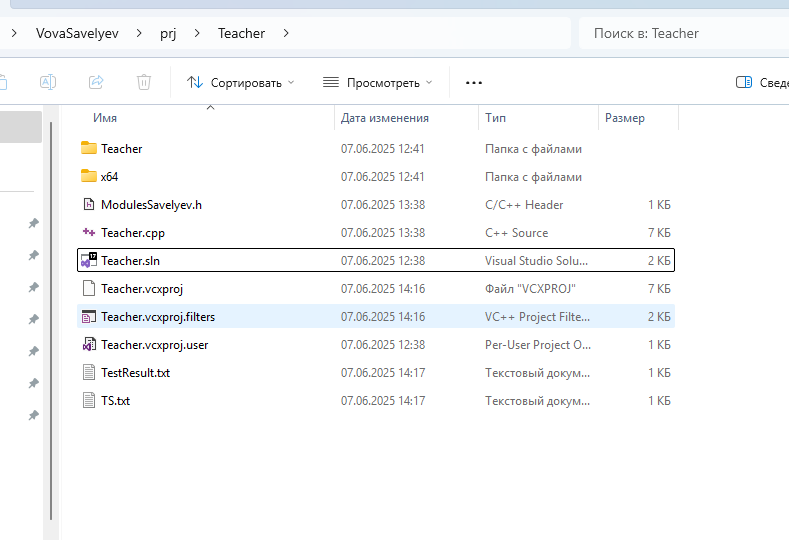 VovaSavelyev > prj > Teacher >
Поиск в: Teacher
Сортировать Просмотреть ••• Сведе
Имя Дата изменения Тип Размер
Teacher 07.06.2025 12:41 Папка с файлами
x64 07.06.2025 12:41 Папка с файлами
ModulesSavelyev.h 07.06.2025 13:38 C/C++ Header 1 КБ
Teacher.cpp 07.06.2025 13:38 C++ Source 7 КБ
Teacher.sln 07.06.2025 12:38 Visual Studio Solu... 2 КБ
Teacher.vcxproj 07.06.2025 14:16 Файл "VCXPROJ" 7 КБ
Teacher.vcxproj.filters 07.06.2025 14:16 VC++ Project Filte... 2 КБ
Teacher.vcxproj.user 07.06.2025 12:38 Per-User Project O... 1 КБ
TestResult.txt 07.06.2025 14:17 Текстовый докум... 1 КБ
TS.txt 07.06.2025 14:17 Текстовый докум... 1 КБ